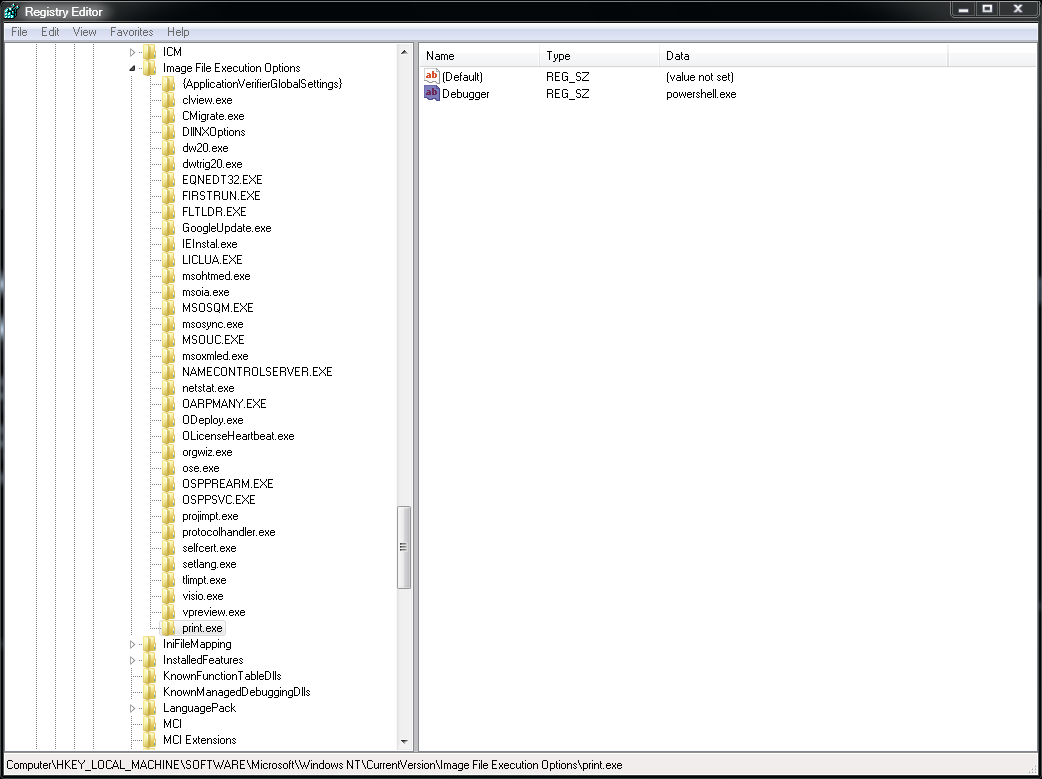 Registry Editor
File Edit View Favorites Help
ICM
Image File Execution Options
{ApplicationVerifierGlobalSettings}
clview.exe
CMigrate.exe
DllNXOptions
dw20.exe
dwtrig20.exe
EQNEDT32.EXE
FIRSTRUN.EXE
FLTLDR.EXE
GoogleUpdate.exe
IEInstal.exe
LICLUA.EXE
msohtmed.exe
msoia.exe
MSOSQM.EXE
msosync.exe
MSOUC.EXE
msoxmled.exe
NAMECONTROLSERVER.EXE
netstat.exe
OARPMANY.EXE
ODeploy.exe
OLicenseHeartbeat.exe
orgwiz.exe
ose.exe
OSPPREARM.EXE
OSPPSVC.EXE
projimpt.exe
protocolhandler.exe
selfcert.exe
setlang.exe
tlimpt.exe
visio.exe
vpreview.exe
print.exe
IniFileMapping
InstalledFeatures
KnownFunctionTableDlls
KnownManagedDebuggingDlls
LanguagePack
MCI
MCI Extensions
Name Type Data
ab (Default) REG_SZ (value not set)
ab Debugger REG_SZ powershell.exe
Computer\HKEY_LOCAL_MACHINE\SOFTWARE\Microsoft\Windows NT\CurrentVersion\Image File Execution Options\print.exe